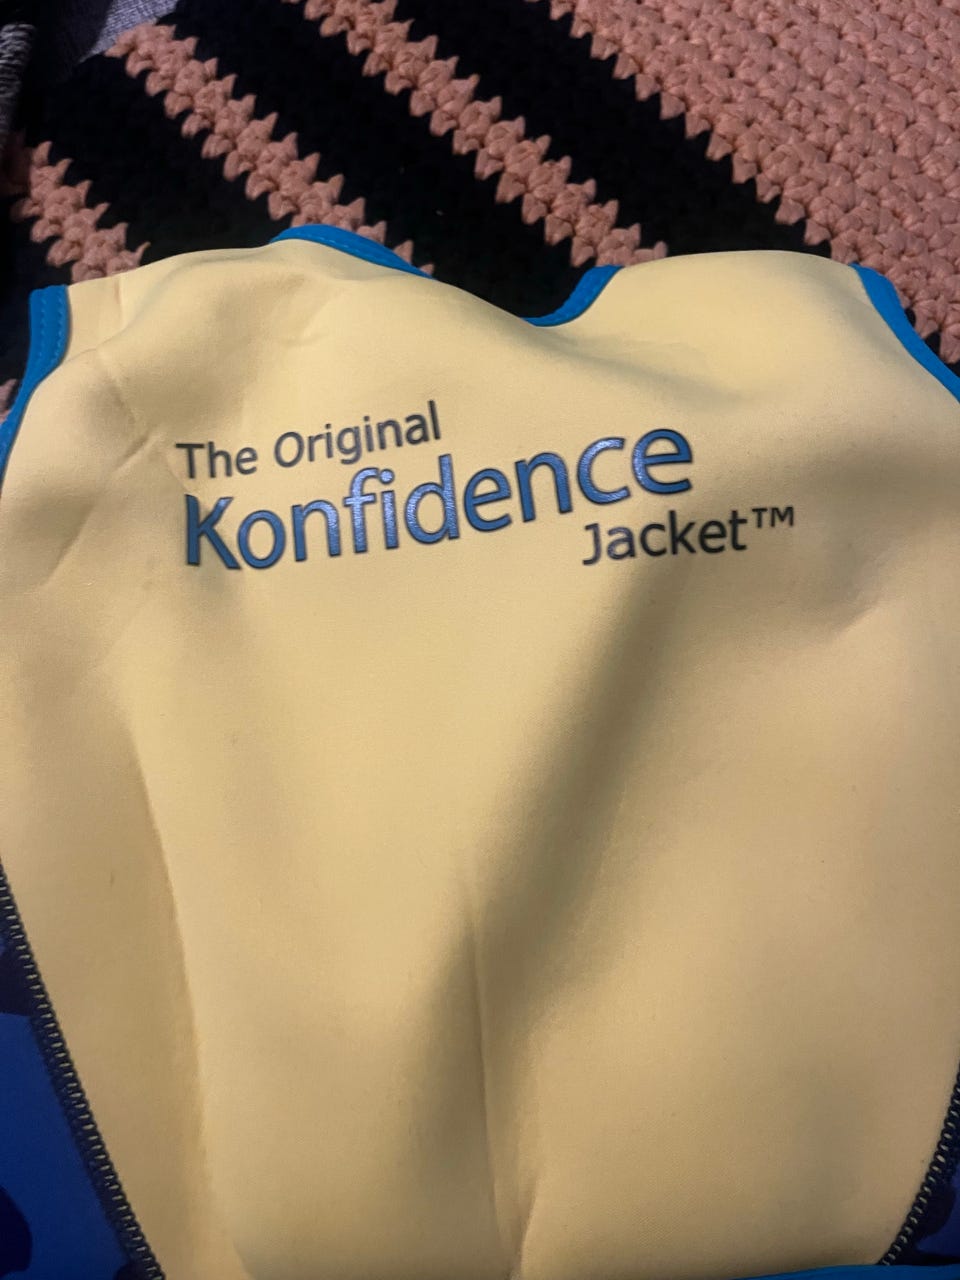 The Original
Konfidence
Jacket™